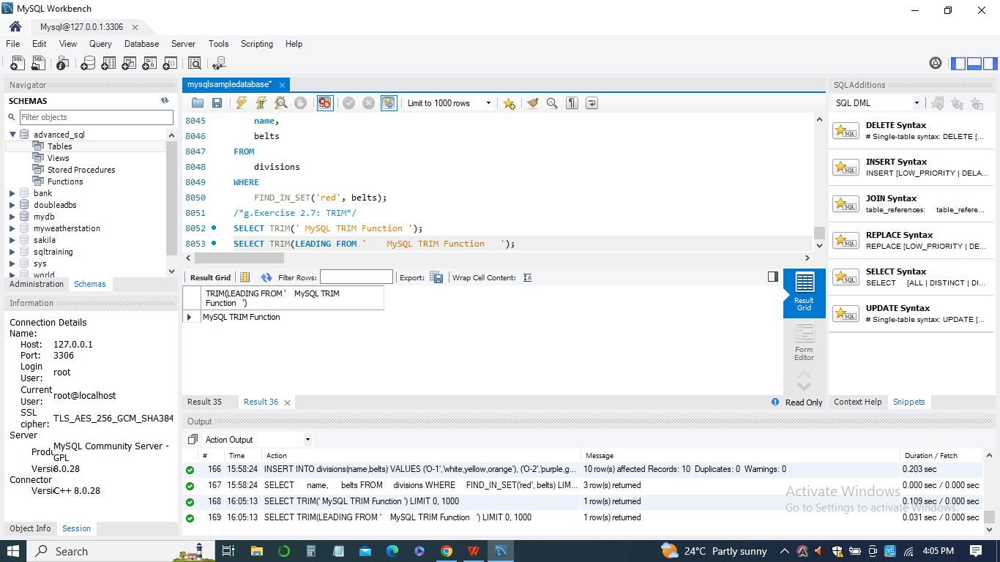 MySQL Workbench
Mysql@127.0.0.1:3306
File Edit View Query Database Server Tools Scripting Help
Navigator
SCHEMAS
Filter objects
advanced_sql
Tables
Views
Stored Procedures
Functions
bank
doubleadbs
mydb
myweatherstation
sakila
sqltraining
sys
world
Administration Schemas
Information
Connection Details
Name:
Host: 127.0.0.1
Port: 3306
Login User: root
Current User: root@localhost
SSL cipher: TLS_AES_256_GCM_SHA384
Server
Produ MySQL Community Server - GPL
Versi 8.0.28
Connector
Versi C++ 8.0.28
Object Info Session
mysqlsampledatabase*
Limit to 1000 rows
8045 name,
8046 belts
8047 FROM
8048 divisions
8049 WHERE
8050 FIND_IN_SET('red', belts);
8051 /*g.Exercise 2.7: TRIM*/
8052 SELECT TRIM(' MySQL TRIM Function ');
8053 SELECT TRIM(LEADING FROM '    MySQL TRIM Function   ');
Result Grid Filter Rows: Export: Wrap Cell Content:
TRIM(LEADING FROM '    MySQL TRIM
Function   ')
MySQL TRIM Function
Result Grid
Form Editor
Result 35 Result 36 Read Only
Output
Action Output
# Time Action Message Duration / Fetch
166 15:58:24 INSERT INTO divisions(name,belts) VALUES ('O-1','white,yellow,orange'), ('O-2','purple,g... 10 row(s) affected Records: 10 Duplicates: 0 Warnings: 0 0.203 sec
167 15:58:24 SELECT name, belts FROM divisions WHERE FIND_IN_SET('red', belts) LIM... 3 row(s) returned 0.000 sec / 0.000 sec
168 16:05:13 SELECT TRIM(' MySQL TRIM Function ') LIMIT 0, 1000 1 row(s) returned 0.109 sec / 0.000 sec
169 16:05:13 SELECT TRIM(LEADING FROM '    MySQL TRIM Function   ') LIMIT 0, 1000 1 row(s) returned 0.031 sec / 0.000 sec
SQLAdditions
SQL DML
DELETE Syntax
# Single-table syntax: DELETE [...
INSERT Syntax
INSERT [LOW_PRIORITY | DELA...
JOIN Syntax
table_references: table_refere...
REPLACE Syntax
REPLACE [LOW_PRIORITY | DE...
SELECT Syntax
SELECT [ALL | DISTINCT | DI...
UPDATE Syntax
# Single-table syntax: UPDATE [...
Context Help Snippets
Activate Windows
Go to Settings to activate Windows.
Search
24°C Partly sunny
4:05 PM